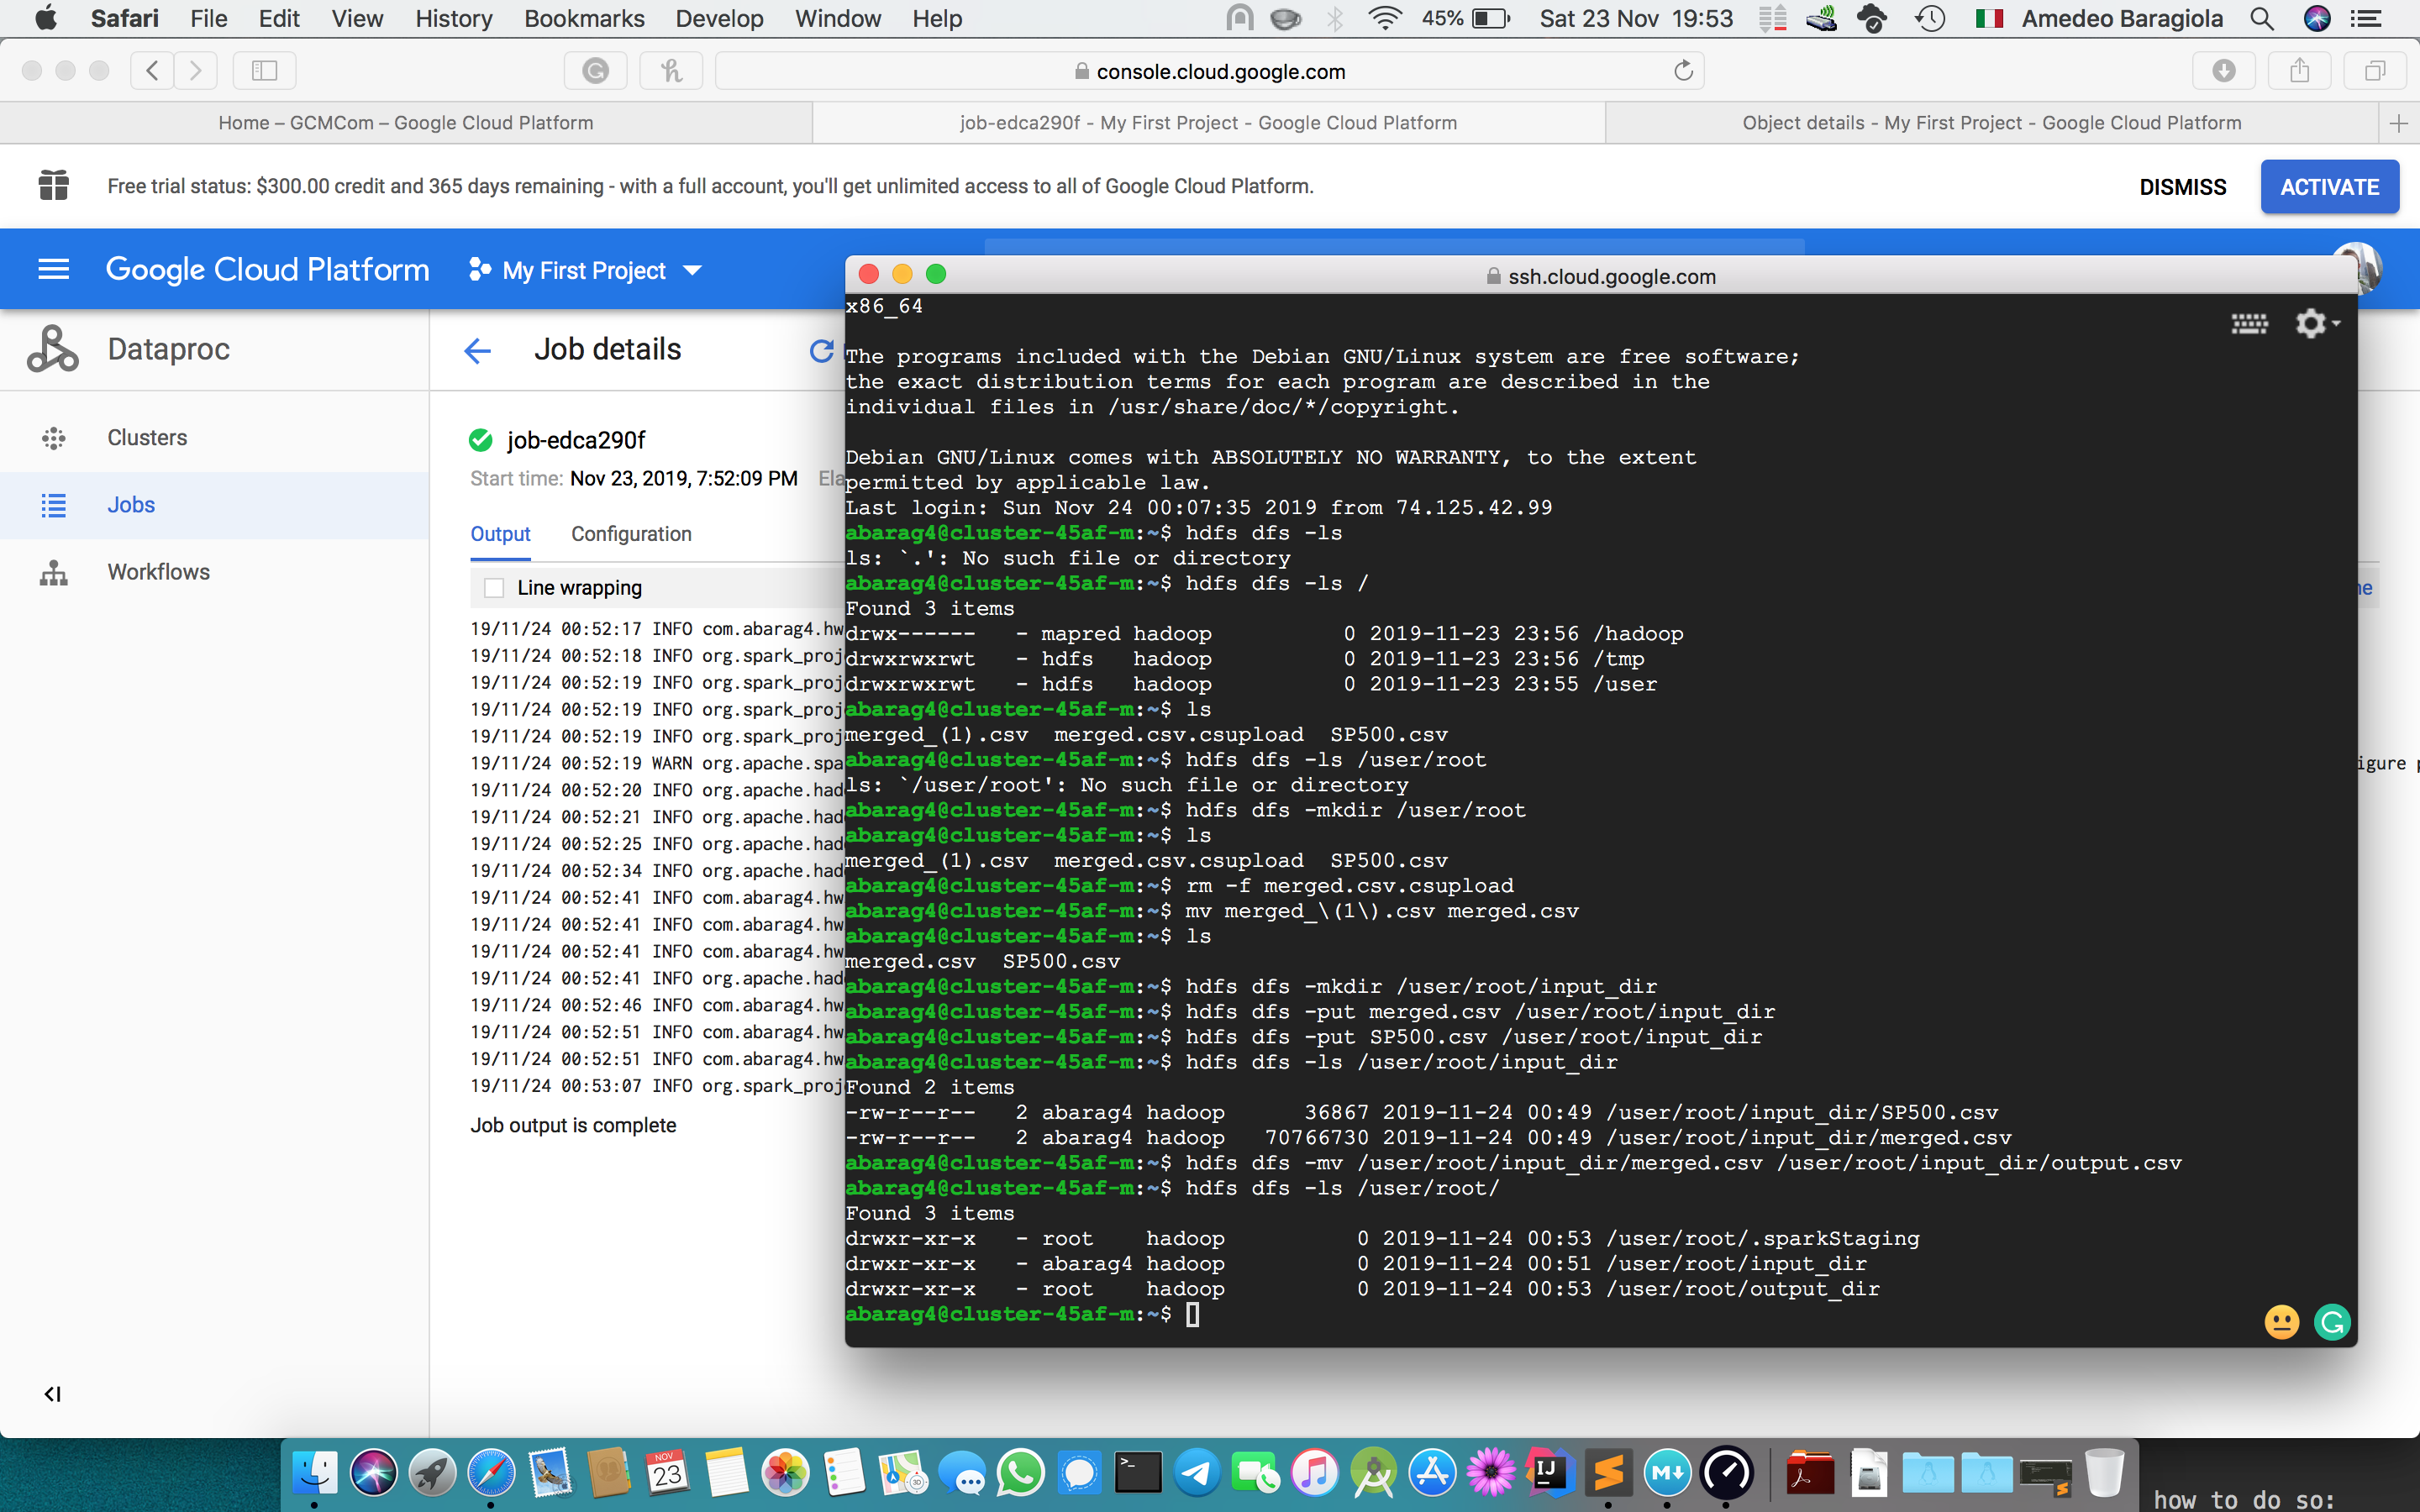 Safari File Edit View History Bookmarks Develop Window Help 45% Sat 23 Nov 19:53 Amedeo Baragiola
console.cloud.google.com
Home – GCMCom – Google Cloud Platform
job-edca290f - My First Project - Google Cloud Platform
Object details - My First Project - Google Cloud Platform
Free trial status: $300.00 credit and 365 days remaining - with a full account, you'll get unlimited access to all of Google Cloud Platform.
DISMISS
ACTIVATE
Google Cloud Platform
My First Project
Dataproc
Clusters
Jobs
Workflows
Job details
job-edca290f
Start time: Nov 23, 2019, 7:52:09 PM Ela
Output Configuration
Line wrapping
19/11/24 00:52:17 INFO com.abarag4.hw
19/11/24 00:52:18 INFO org.spark_proj
19/11/24 00:52:19 INFO org.spark_proj
19/11/24 00:52:19 INFO org.spark_proj
19/11/24 00:52:19 INFO org.spark_proj
19/11/24 00:52:19 WARN org.apache.spa
19/11/24 00:52:20 INFO org.apache.had
19/11/24 00:52:21 INFO org.apache.had
19/11/24 00:52:25 INFO org.apache.had
19/11/24 00:52:34 INFO org.apache.had
19/11/24 00:52:41 INFO com.abarag4.hw
19/11/24 00:52:41 INFO com.abarag4.hw
19/11/24 00:52:41 INFO com.abarag4.hw
19/11/24 00:52:41 INFO org.apache.had
19/11/24 00:52:46 INFO com.abarag4.hw
19/11/24 00:52:51 INFO com.abarag4.hw
19/11/24 00:52:51 INFO com.abarag4.hw
19/11/24 00:53:07 INFO org.spark_proj
Job output is complete
ssh.cloud.google.com
x86_64
The programs included with the Debian GNU/Linux system are free software;
the exact distribution terms for each program are described in the
individual files in /usr/share/doc/*/copyright.
Debian GNU/Linux comes with ABSOLUTELY NO WARRANTY, to the extent
permitted by applicable law.
Last login: Sun Nov 24 00:07:35 2019 from 74.125.42.99
abarag4@cluster-45af-m:~$ hdfs dfs -ls
ls: `.': No such file or directory
abarag4@cluster-45af-m:~$ hdfs dfs -ls /
Found 3 items
drwx------ - mapred hadoop 0 2019-11-23 23:56 /hadoop
drwxrwxrwt - hdfs hadoop 0 2019-11-23 23:56 /tmp
drwxrwxrwt - hdfs hadoop 0 2019-11-23 23:55 /user
abarag4@cluster-45af-m:~$ ls
merged_(1).csv merged.csv.csupload SP500.csv
abarag4@cluster-45af-m:~$ hdfs dfs -ls /user/root
ls: `/user/root': No such file or directory
abarag4@cluster-45af-m:~$ hdfs dfs -mkdir /user/root
abarag4@cluster-45af-m:~$ ls
merged_(1).csv merged.csv.csupload SP500.csv
abarag4@cluster-45af-m:~$ rm -f merged.csv.csupload
abarag4@cluster-45af-m:~$ mv merged_\(1\).csv merged.csv
abarag4@cluster-45af-m:~$ ls
merged.csv SP500.csv
abarag4@cluster-45af-m:~$ hdfs dfs -mkdir /user/root/input_dir
abarag4@cluster-45af-m:~$ hdfs dfs -put merged.csv /user/root/input_dir
abarag4@cluster-45af-m:~$ hdfs dfs -put SP500.csv /user/root/input_dir
abarag4@cluster-45af-m:~$ hdfs dfs -ls /user/root/input_dir
Found 2 items
-rw-r--r-- 2 abarag4 hadoop 36867 2019-11-24 00:49 /user/root/input_dir/SP500.csv
-rw-r--r-- 2 abarag4 hadoop 70766730 2019-11-24 00:49 /user/root/input_dir/merged.csv
abarag4@cluster-45af-m:~$ hdfs dfs -mv /user/root/input_dir/merged.csv /user/root/input_dir/output.csv
abarag4@cluster-45af-m:~$ hdfs dfs -ls /user/root/
Found 3 items
drwxr-xr-x - root hadoop 0 2019-11-24 00:53 /user/root/.sparkStaging
drwxr-xr-x - abarag4 hadoop 0 2019-11-24 00:51 /user/root/input_dir
drwxr-xr-x - root hadoop 0 2019-11-24 00:53 /user/root/output_dir
abarag4@cluster-45af-m:~$
ne
igure p
NOV
23
3D
>_
IJ
M
how to do so: